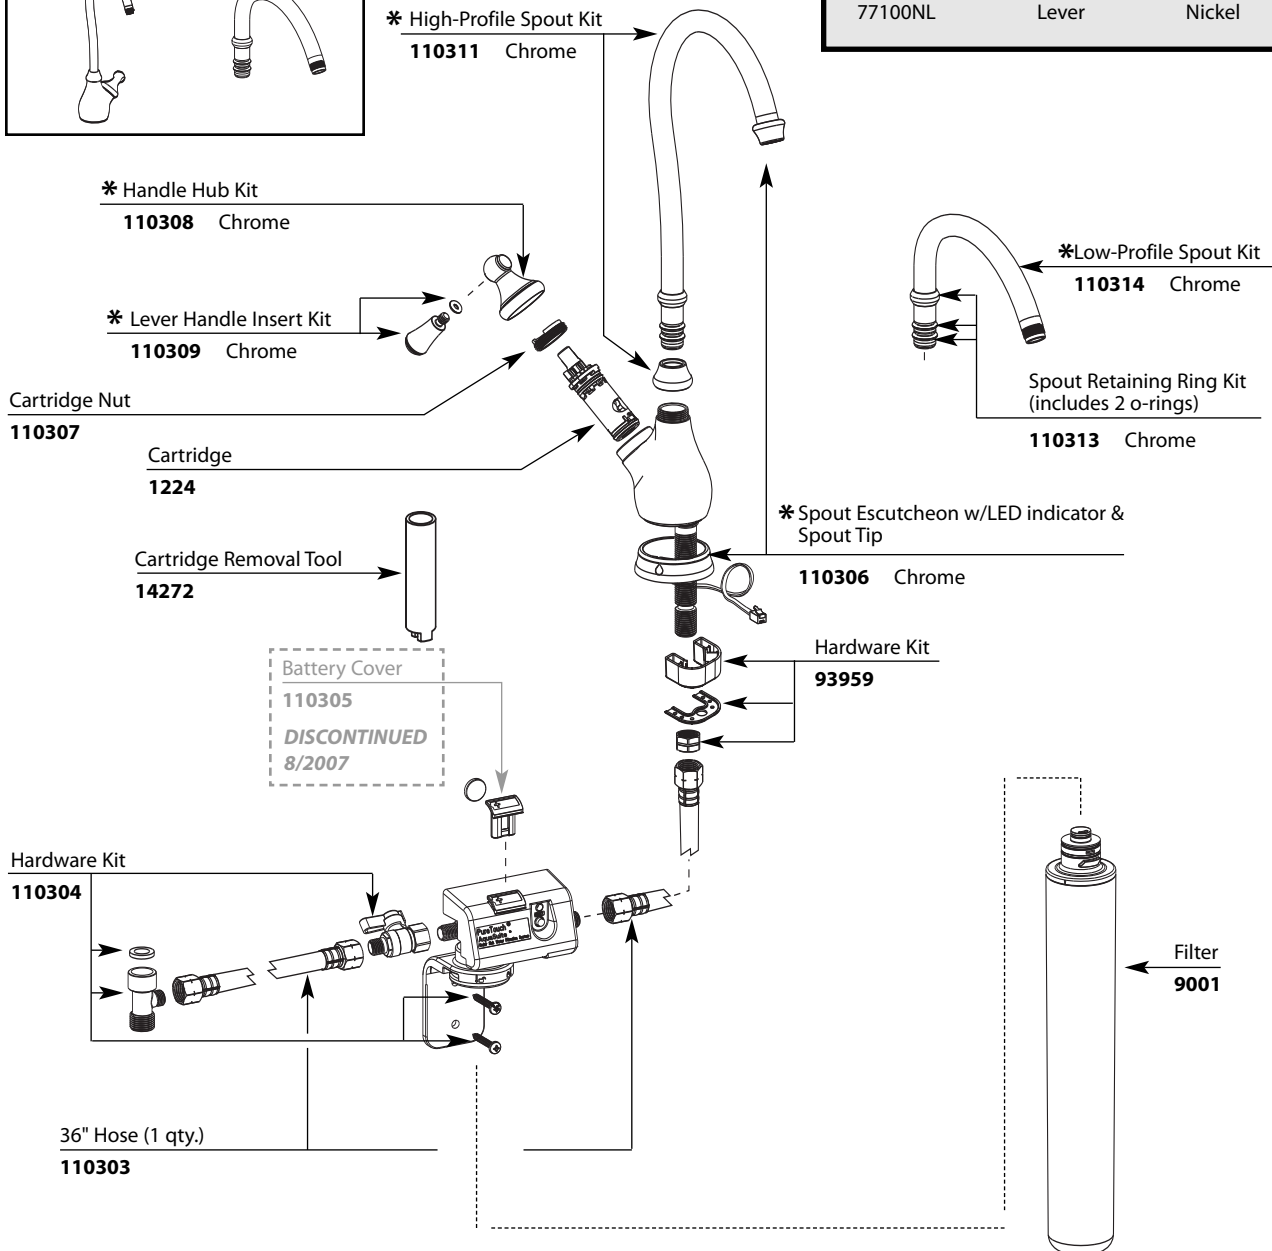 77100NL Lever Nickel
* High-Profile Spout Kit
110311 Chrome
* Handle Hub Kit
110308 Chrome
*Low-Profile Spout Kit
110314 Chrome
* Lever Handle Insert Kit
110309 Chrome
Spout Retaining Ring Kit
(includes 2 o-rings)
110313 Chrome
Cartridge Nut
110307
Cartridge
1224
* Spout Escutcheon w/LED indicator &
Spout Tip
110306 Chrome
Cartridge Removal Tool
14272
Hardware Kit
93959
Battery Cover
110305
DISCONTINUED
8/2007
Hardware Kit
110304
PureTouch®
AquaSuite
Filter
9001
36" Hose (1 qty.)
110303